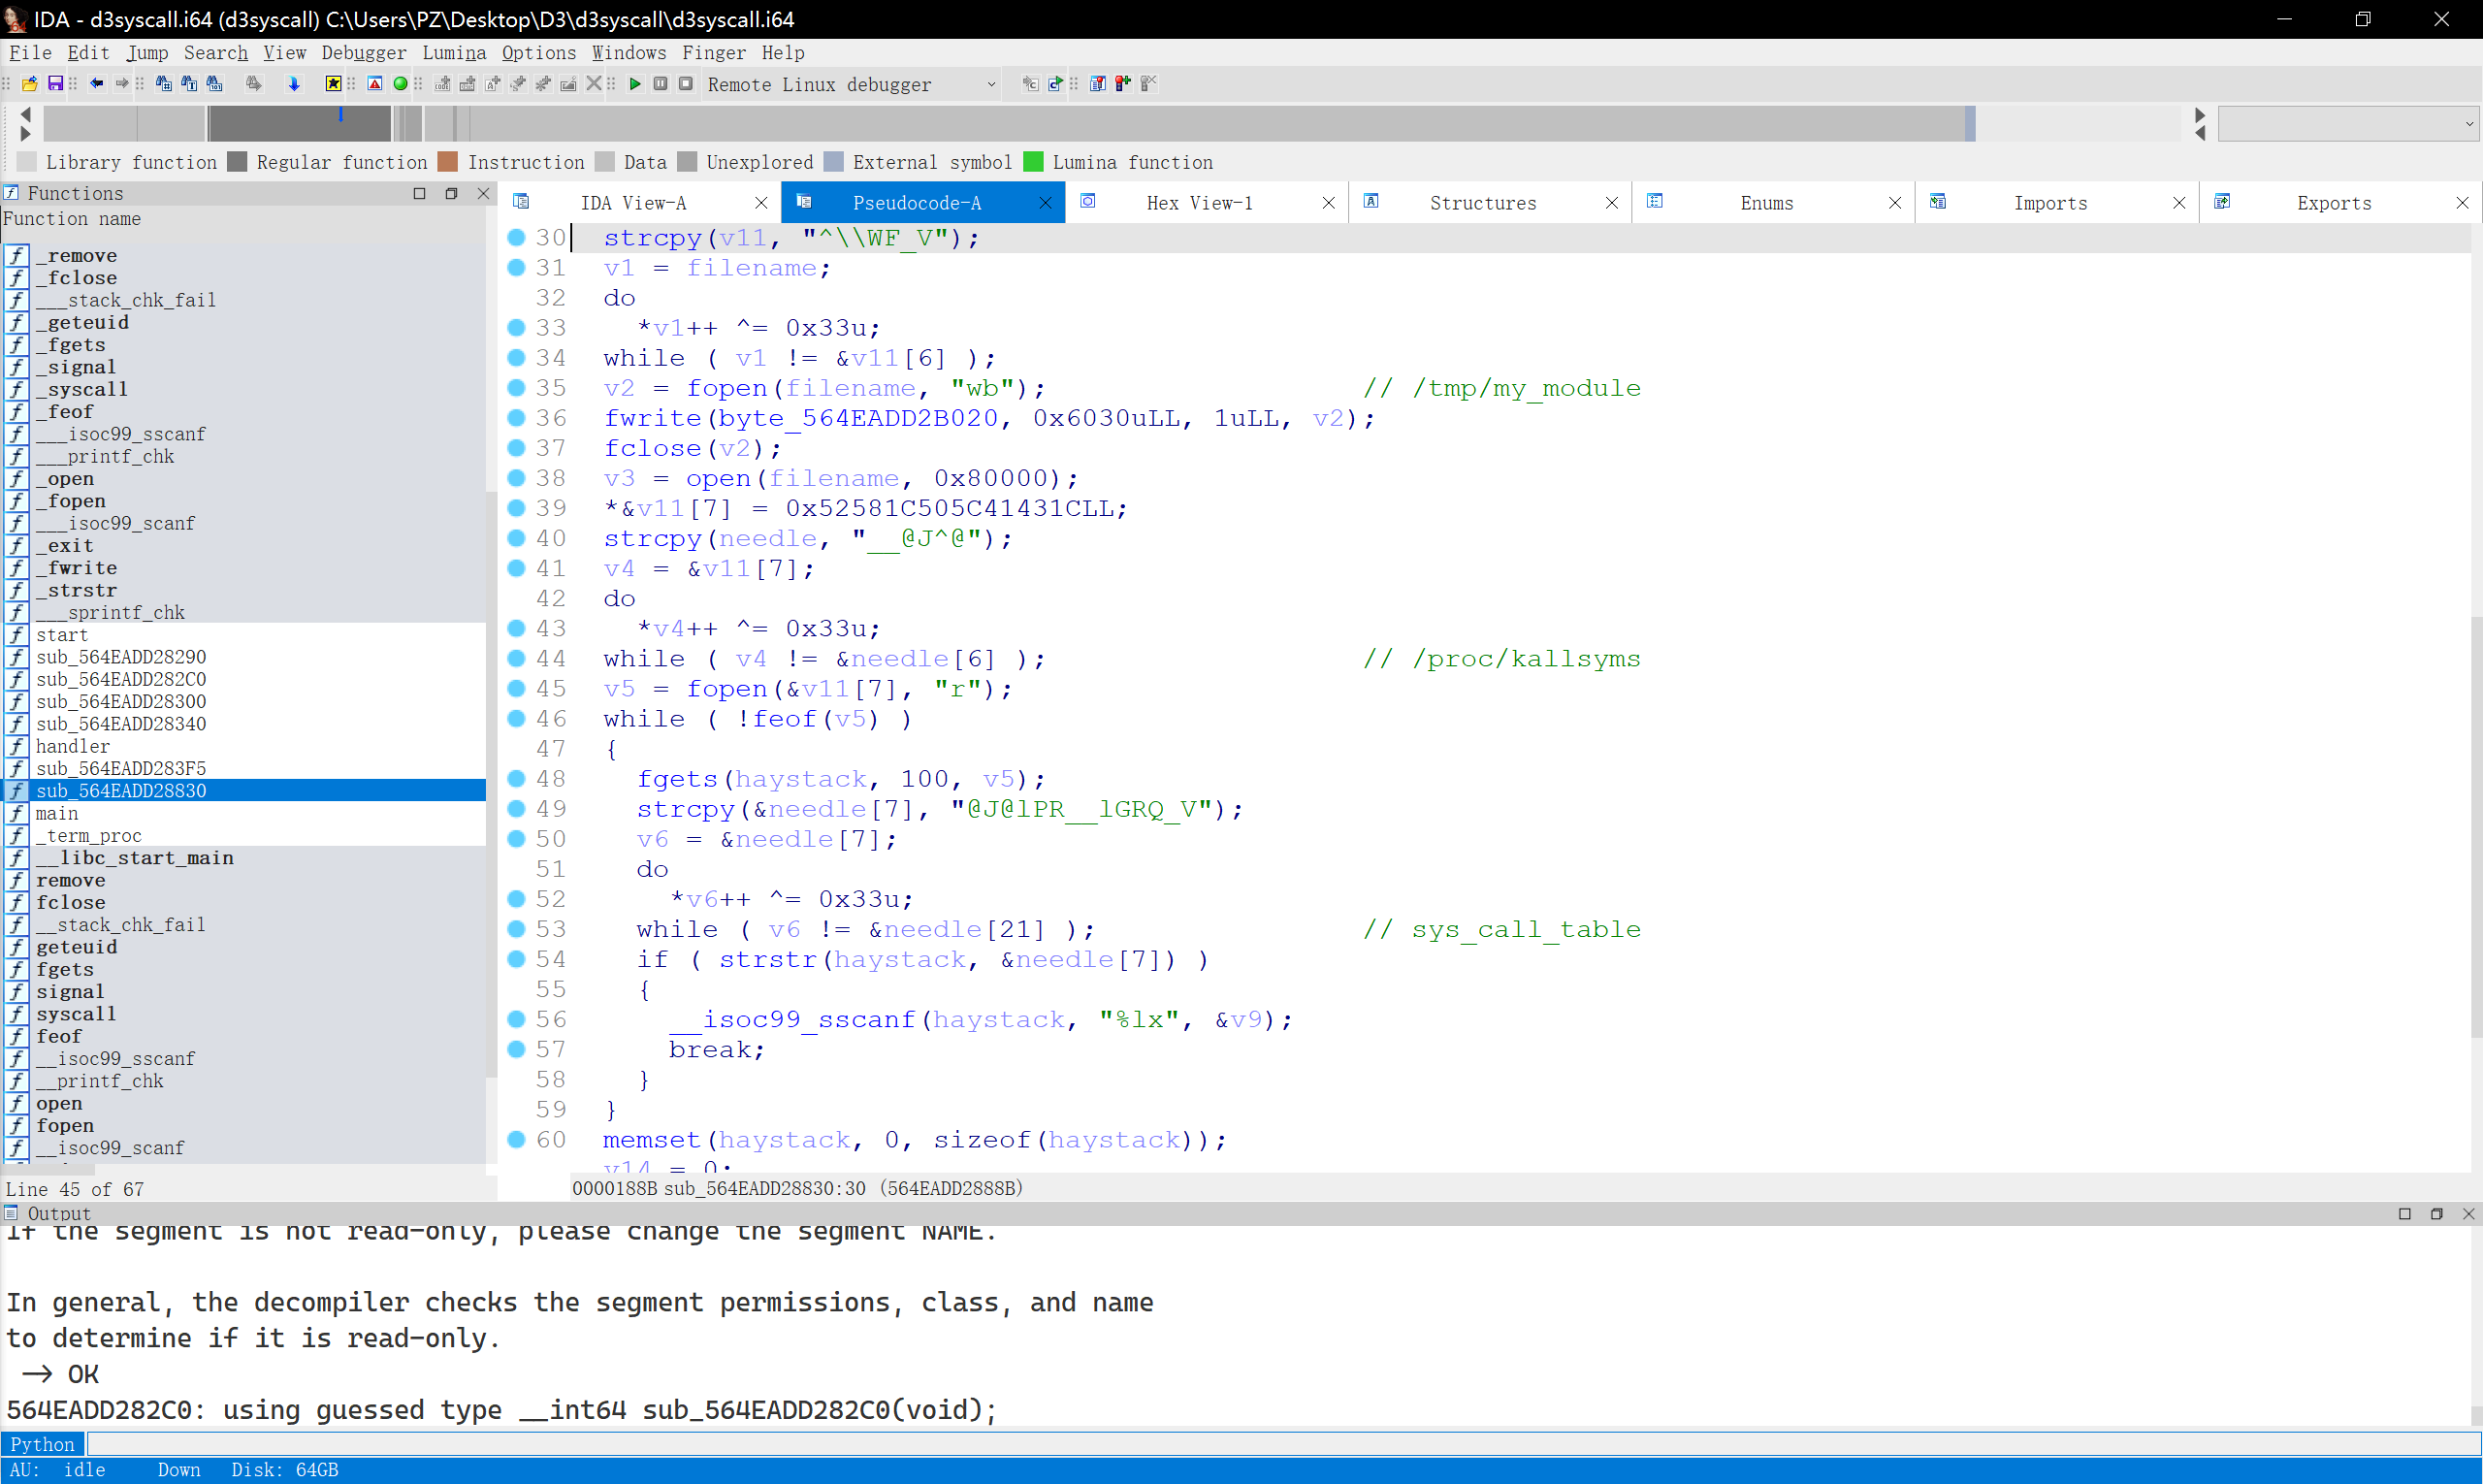 IDA - d3syscall.i64 (d3syscall) C:\Users\PZ\Desktop\D3\d3syscall\d3syscall.i64
File Edit Jump Search View Debugger Lumina Options Windows Finger Help
Remote Linux debugger
Library function Regular function Instruction Data Unexplored External symbol Lumina function
Functions
Function name
_remove
_fclose
___stack_chk_fail
_geteuid
_fgets
_signal
_syscall
_feof
___isoc99_sscanf
___printf_chk
_open
_fopen
___isoc99_scanf
_exit
_fwrite
_strstr
___sprintf_chk
start
sub_564EADD28290
sub_564EADD282C0
sub_564EADD28300
sub_564EADD28340
handler
sub_564EADD283F5
sub_564EADD28830
main
_term_proc
__libc_start_main
remove
fclose
__stack_chk_fail
geteuid
fgets
signal
syscall
feof
__isoc99_sscanf
__printf_chk
open
fopen
__isoc99_scanf
Line 45 of 67
IDA View-A Pseudocode-A Hex View-1 Structures Enums Imports Exports
30 strcpy(v11, "^\\WF_V");
31 v1 = filename;
32 do
33 *v1++ ^= 0x33u;
34 while ( v1 != &v11[6] );
35 v2 = fopen(filename, "wb"); // /tmp/my_module
36 fwrite(byte_564EADD2B020, 0x6030uLL, 1uLL, v2);
37 fclose(v2);
38 v3 = open(filename, 0x80000);
39 *&v11[7] = 0x52581C505C41431CLL;
40 strcpy(needle, "__@J^@");
41 v4 = &v11[7];
42 do
43 *v4++ ^= 0x33u;
44 while ( v4 != &needle[6] ); // /proc/kallsyms
45 v5 = fopen(&v11[7], "r");
46 while ( !feof(v5) )
47 {
48 fgets(haystack, 100, v5);
49 strcpy(&needle[7], "@J@lPR__lGRQ_V");
50 v6 = &needle[7];
51 do
52 *v6++ ^= 0x33u;
53 while ( v6 != &needle[21] ); // sys_call_table
54 if ( strstr(haystack, &needle[7]) )
55 {
56 __isoc99_sscanf(haystack, "%lx", &v9);
57 break;
58 }
59 }
60 memset(haystack, 0, sizeof(haystack));
v14 = 0;
0000188B sub_564EADD28830:30 (564EADD2888B)
Output
If the segment is not read-only, please change the segment NAME.
In general, the decompiler checks the segment permissions, class, and name
to determine if it is read-only.
--> OK
564EADD282C0: using guessed type __int64 sub_564EADD282C0(void);
Python
AU: idle Down Disk: 64GB